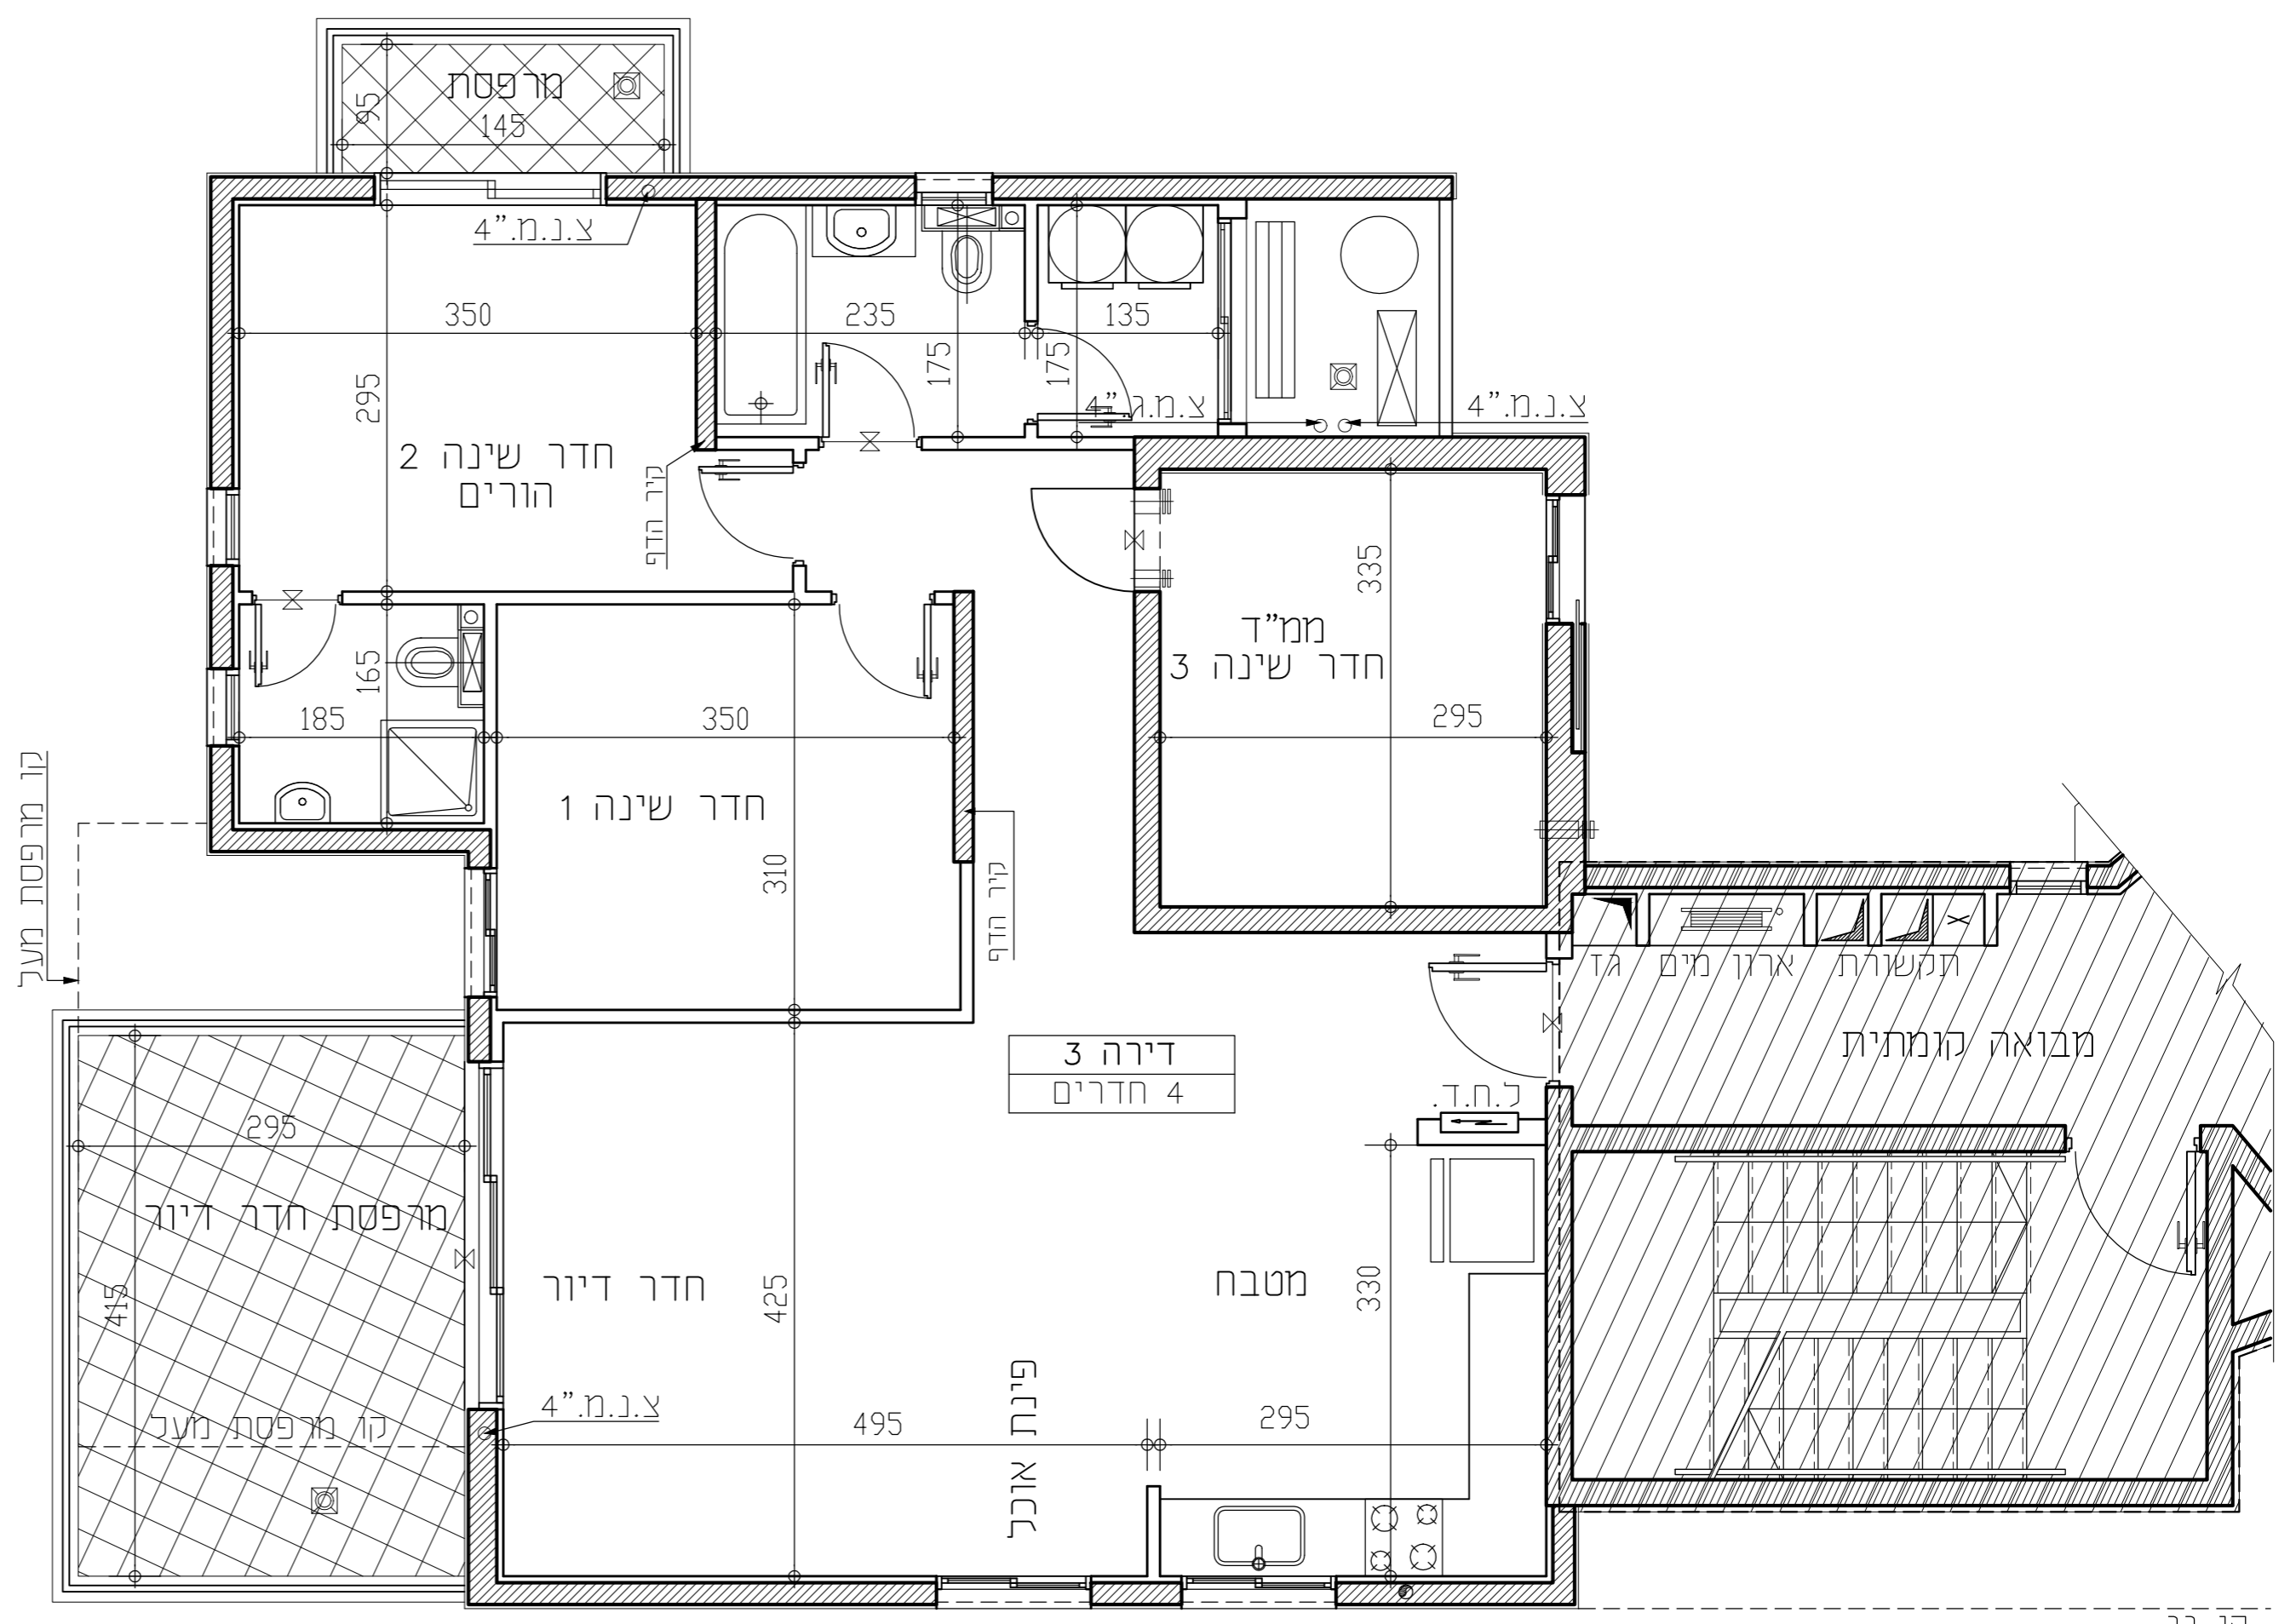 מרפסת
95
145
צ.נ.מ."4
350
235
135
295
175
175
צ.מ.ג."4
צ.נ.מ."4
חדר שינה 2
הורים
קיר הדף
335
ממ"ד
חדר שינה 3
295
165
185
350
חדר שינה 1
310
קיר הדף
קו מרפסת מעל
גז
ארון מים
תקשורת
מבואה קומתית
דירה 3
4 חדרים
ל.ח.ד.
295
מרפסת חדר דיור
415
חדר דיור
425
מטבח
330
פינת אוכל
קו מרפסת מעל
צ.נ.מ."4
495
295